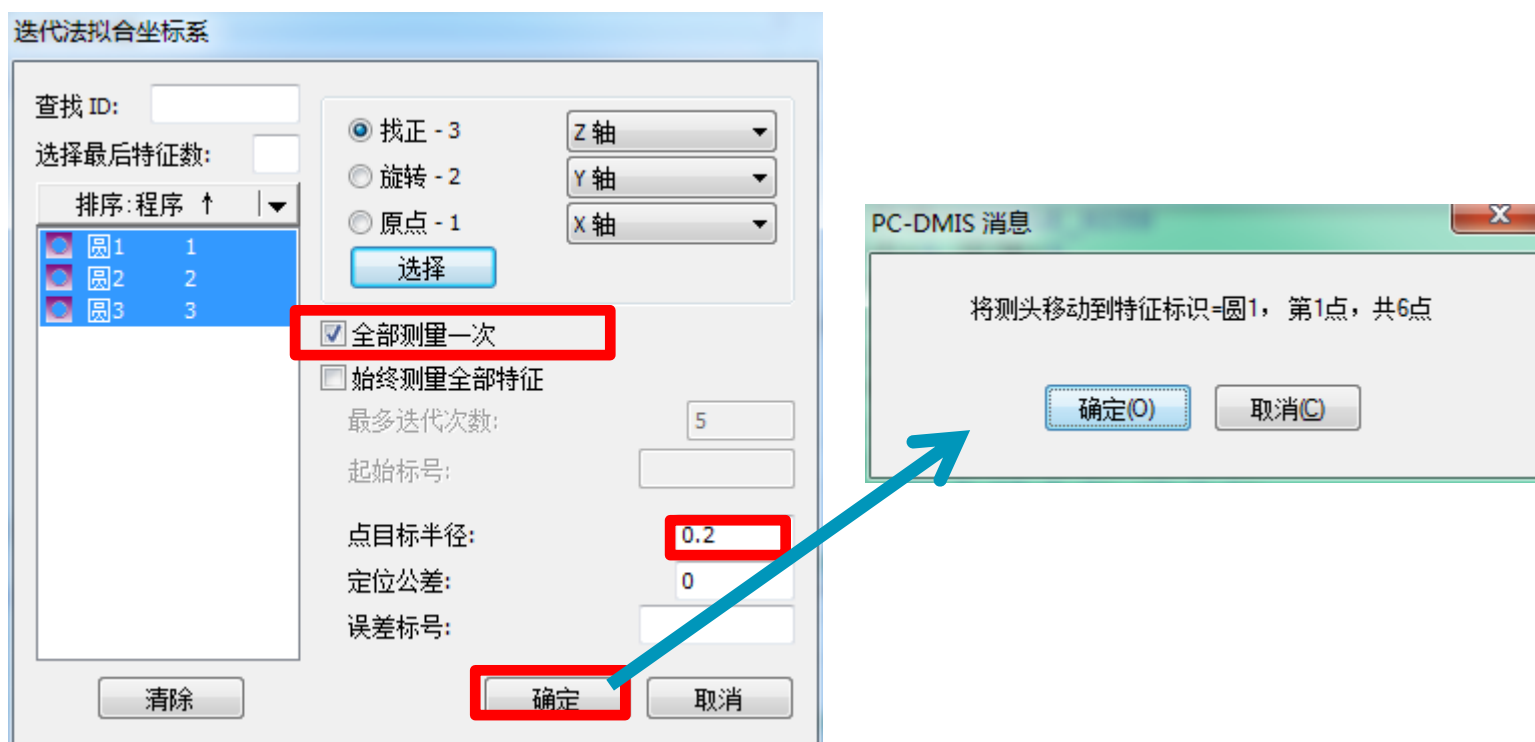 迭代法拟合坐标系
查找 ID:
选择最后特征数:
排序:程序 ↑
圆1 1
圆2 2
圆3 3
清除
找正 - 3 Z 轴
旋转 - 2 Y 轴
原点 - 1 X 轴
选择
全部测量一次
始终测量全部特征
最多迭代次数: 5
起始标号:
点目标半径: 0.2
定位公差: 0
误差标号:
确定 取消
PC-DMIS 消息
将测头移动到特征标识=圆1，第1点，共6点
确定(O) 取消(C)